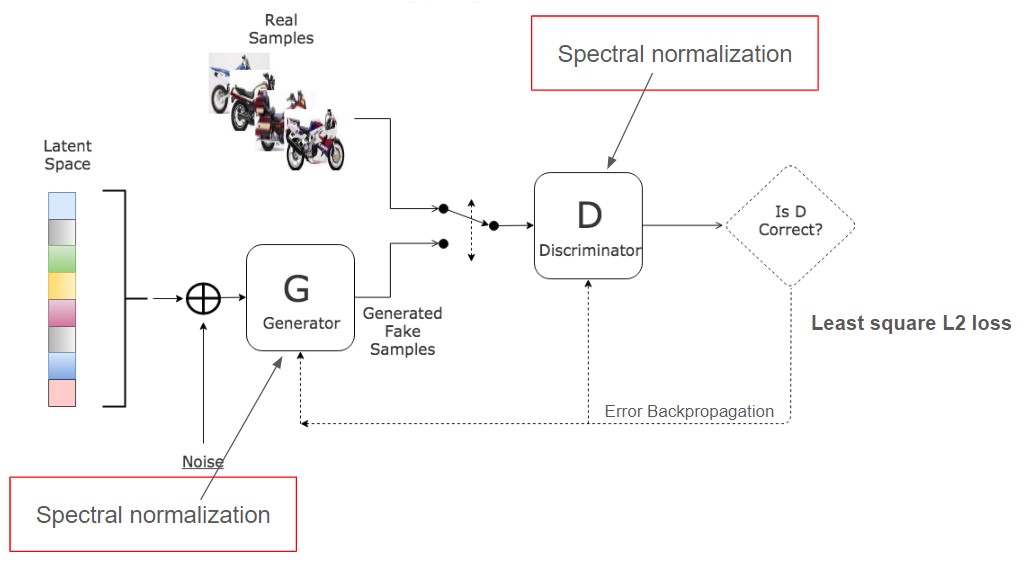 Real
Samples
Spectral normalization
Latent
Space
D
Discriminator
Is D
Correct?
G
Generator
Generated
Fake
Samples
Least square L2 loss
Error Backpropagation
Noise
Spectral normalization